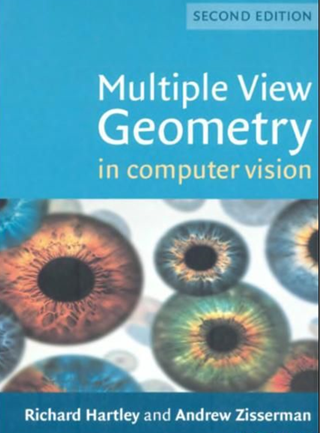 SECOND EDITION
Multiple View
Geometry
in computer vision
Richard Hartley and Andrew Zisserman